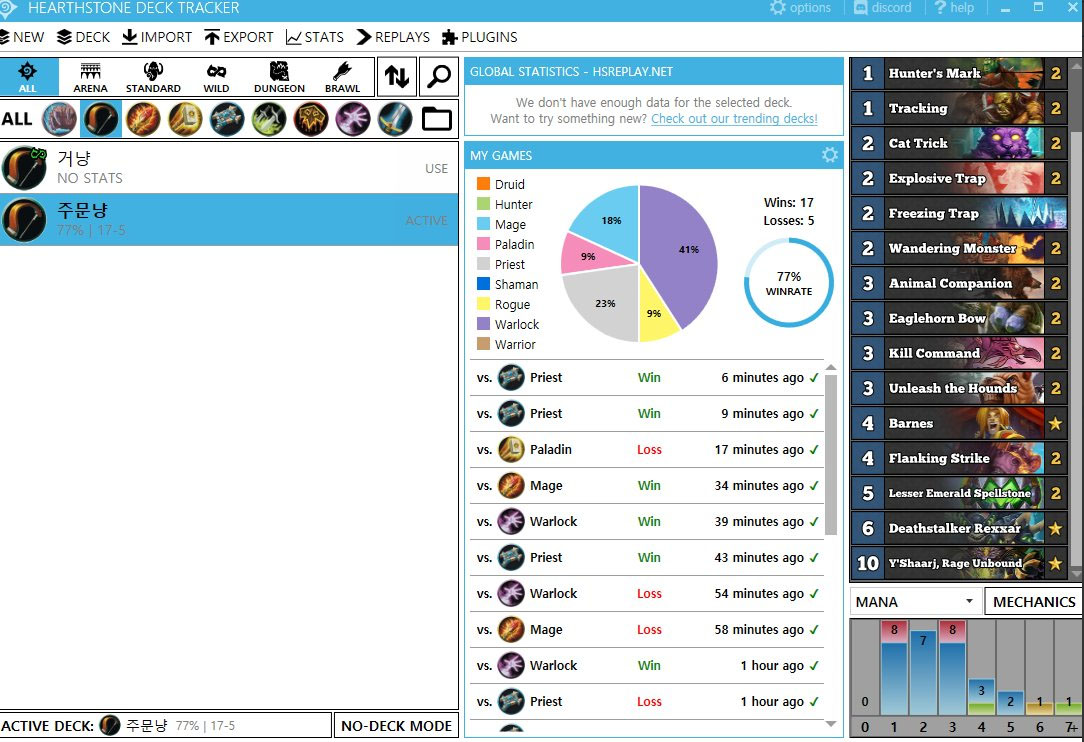 HEARTHSTONE DECK TRACKER
options discord ? help
NEW DECK IMPORT EXPORT STATS REPLAYS PLUGINS
ALL ARENA STANDARD WILD DUNGEON BRAWL
ALL
거냥
NO STATS
USE
주문냥
77% | 17-5
ACTIVE
ACTIVE DECK: 주문냥 77% | 17-5
NO-DECK MODE
GLOBAL STATISTICS - HSREPLAY.NET
We don't have enough data for the selected deck.
Want to try something new? Check out our trending decks!
MY GAMES
Druid
Hunter
Mage
Paladin
Priest
Shaman
Rogue
Warlock
Warrior
18%
41%
9%
23%
9%
Wins: 17
Losses: 5
77%
WINRATE
vs. Priest Win 6 minutes ago ✓
vs. Priest Win 9 minutes ago ✓
vs. Paladin Loss 17 minutes ago ✓
vs. Mage Win 34 minutes ago ✓
vs. Warlock Win 39 minutes ago ✓
vs. Priest Win 43 minutes ago ✓
vs. Warlock Loss 54 minutes ago ✓
vs. Mage Loss 58 minutes ago ✓
vs. Warlock Win 1 hour ago ✓
vs. Priest Loss 1 hour ago ✓
1 Hunter's Mark 2
1 Tracking 2
2 Cat Trick 2
2 Explosive Trap 2
2 Freezing Trap 2
2 Wandering Monster 2
3 Animal Companion 2
3 Eaglehorn Bow 2
3 Kill Command 2
3 Unleash the Hounds 2
4 Barnes ★
4 Flanking Strike 2
5 Lesser Emerald Spellstone 2
6 Deathstalker Rexxar ★
10 Y'Shaarj, Rage Unbound ★
MANA
MECHANICS
0 8 7 8 3 2 1 1
0 1 2 3 4 5 6 7+